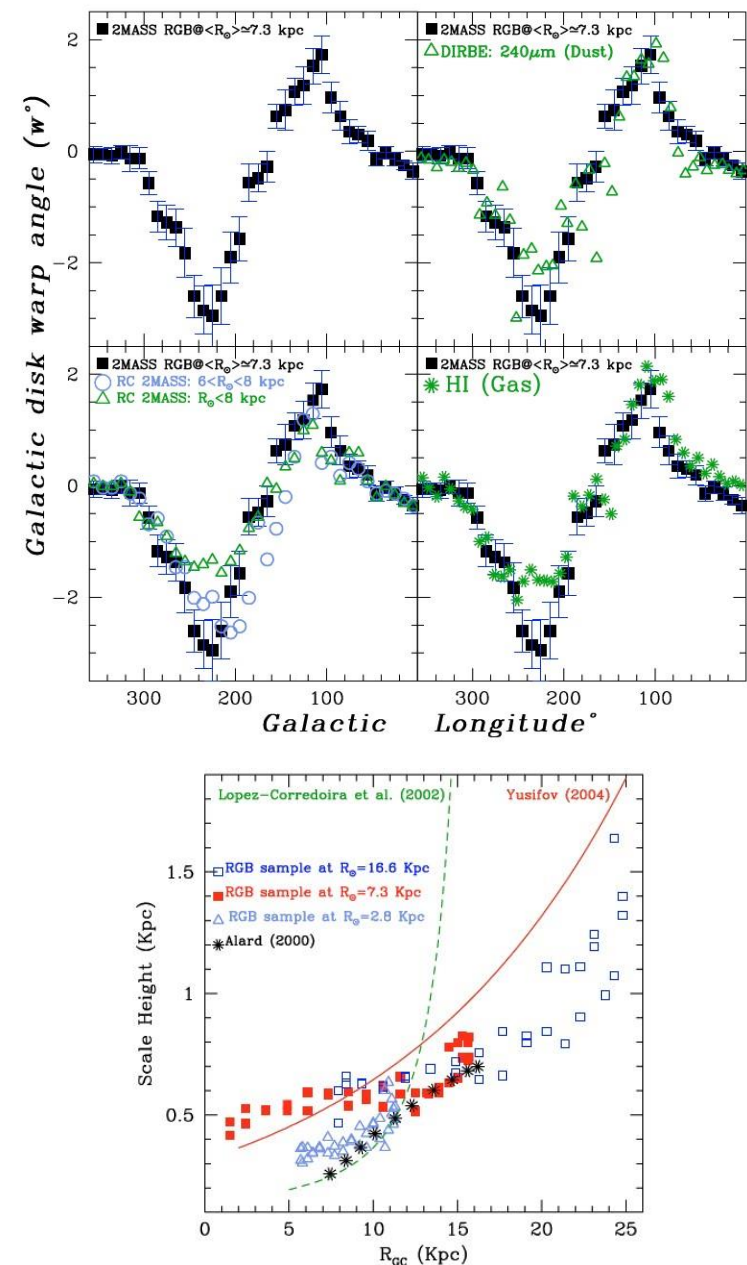 2MASS RGB@<R⊙>≃7.3 kpc
2MASS RGB@<R⊙>≃7.3 kpc
DIRBE: 240μm (Dust)
2
0
−2
2MASS RGB@<R⊙>≃7.3 kpc
RC 2MASS: 6<R⊙<8 kpc
RC 2MASS: R⊙<8 kpc
2MASS RGB@<R⊙>≃7.3 kpc
HI (Gas)
2
0
−2
Galactic disk warp angle (w°)
300
200
100
300
200
100
Galactic Longitude°
Lopez-Corredoira et al. (2002)
Yusifov (2004)
RGB sample at R⊙=16.6 Kpc
RGB sample at R⊙=7.3 Kpc
RGB sample at R⊙=2.8 Kpc
Alard (2000)
1.5
1
0.5
Scale Height (Kpc)
0
5
10
15
20
25
RGC (Kpc)